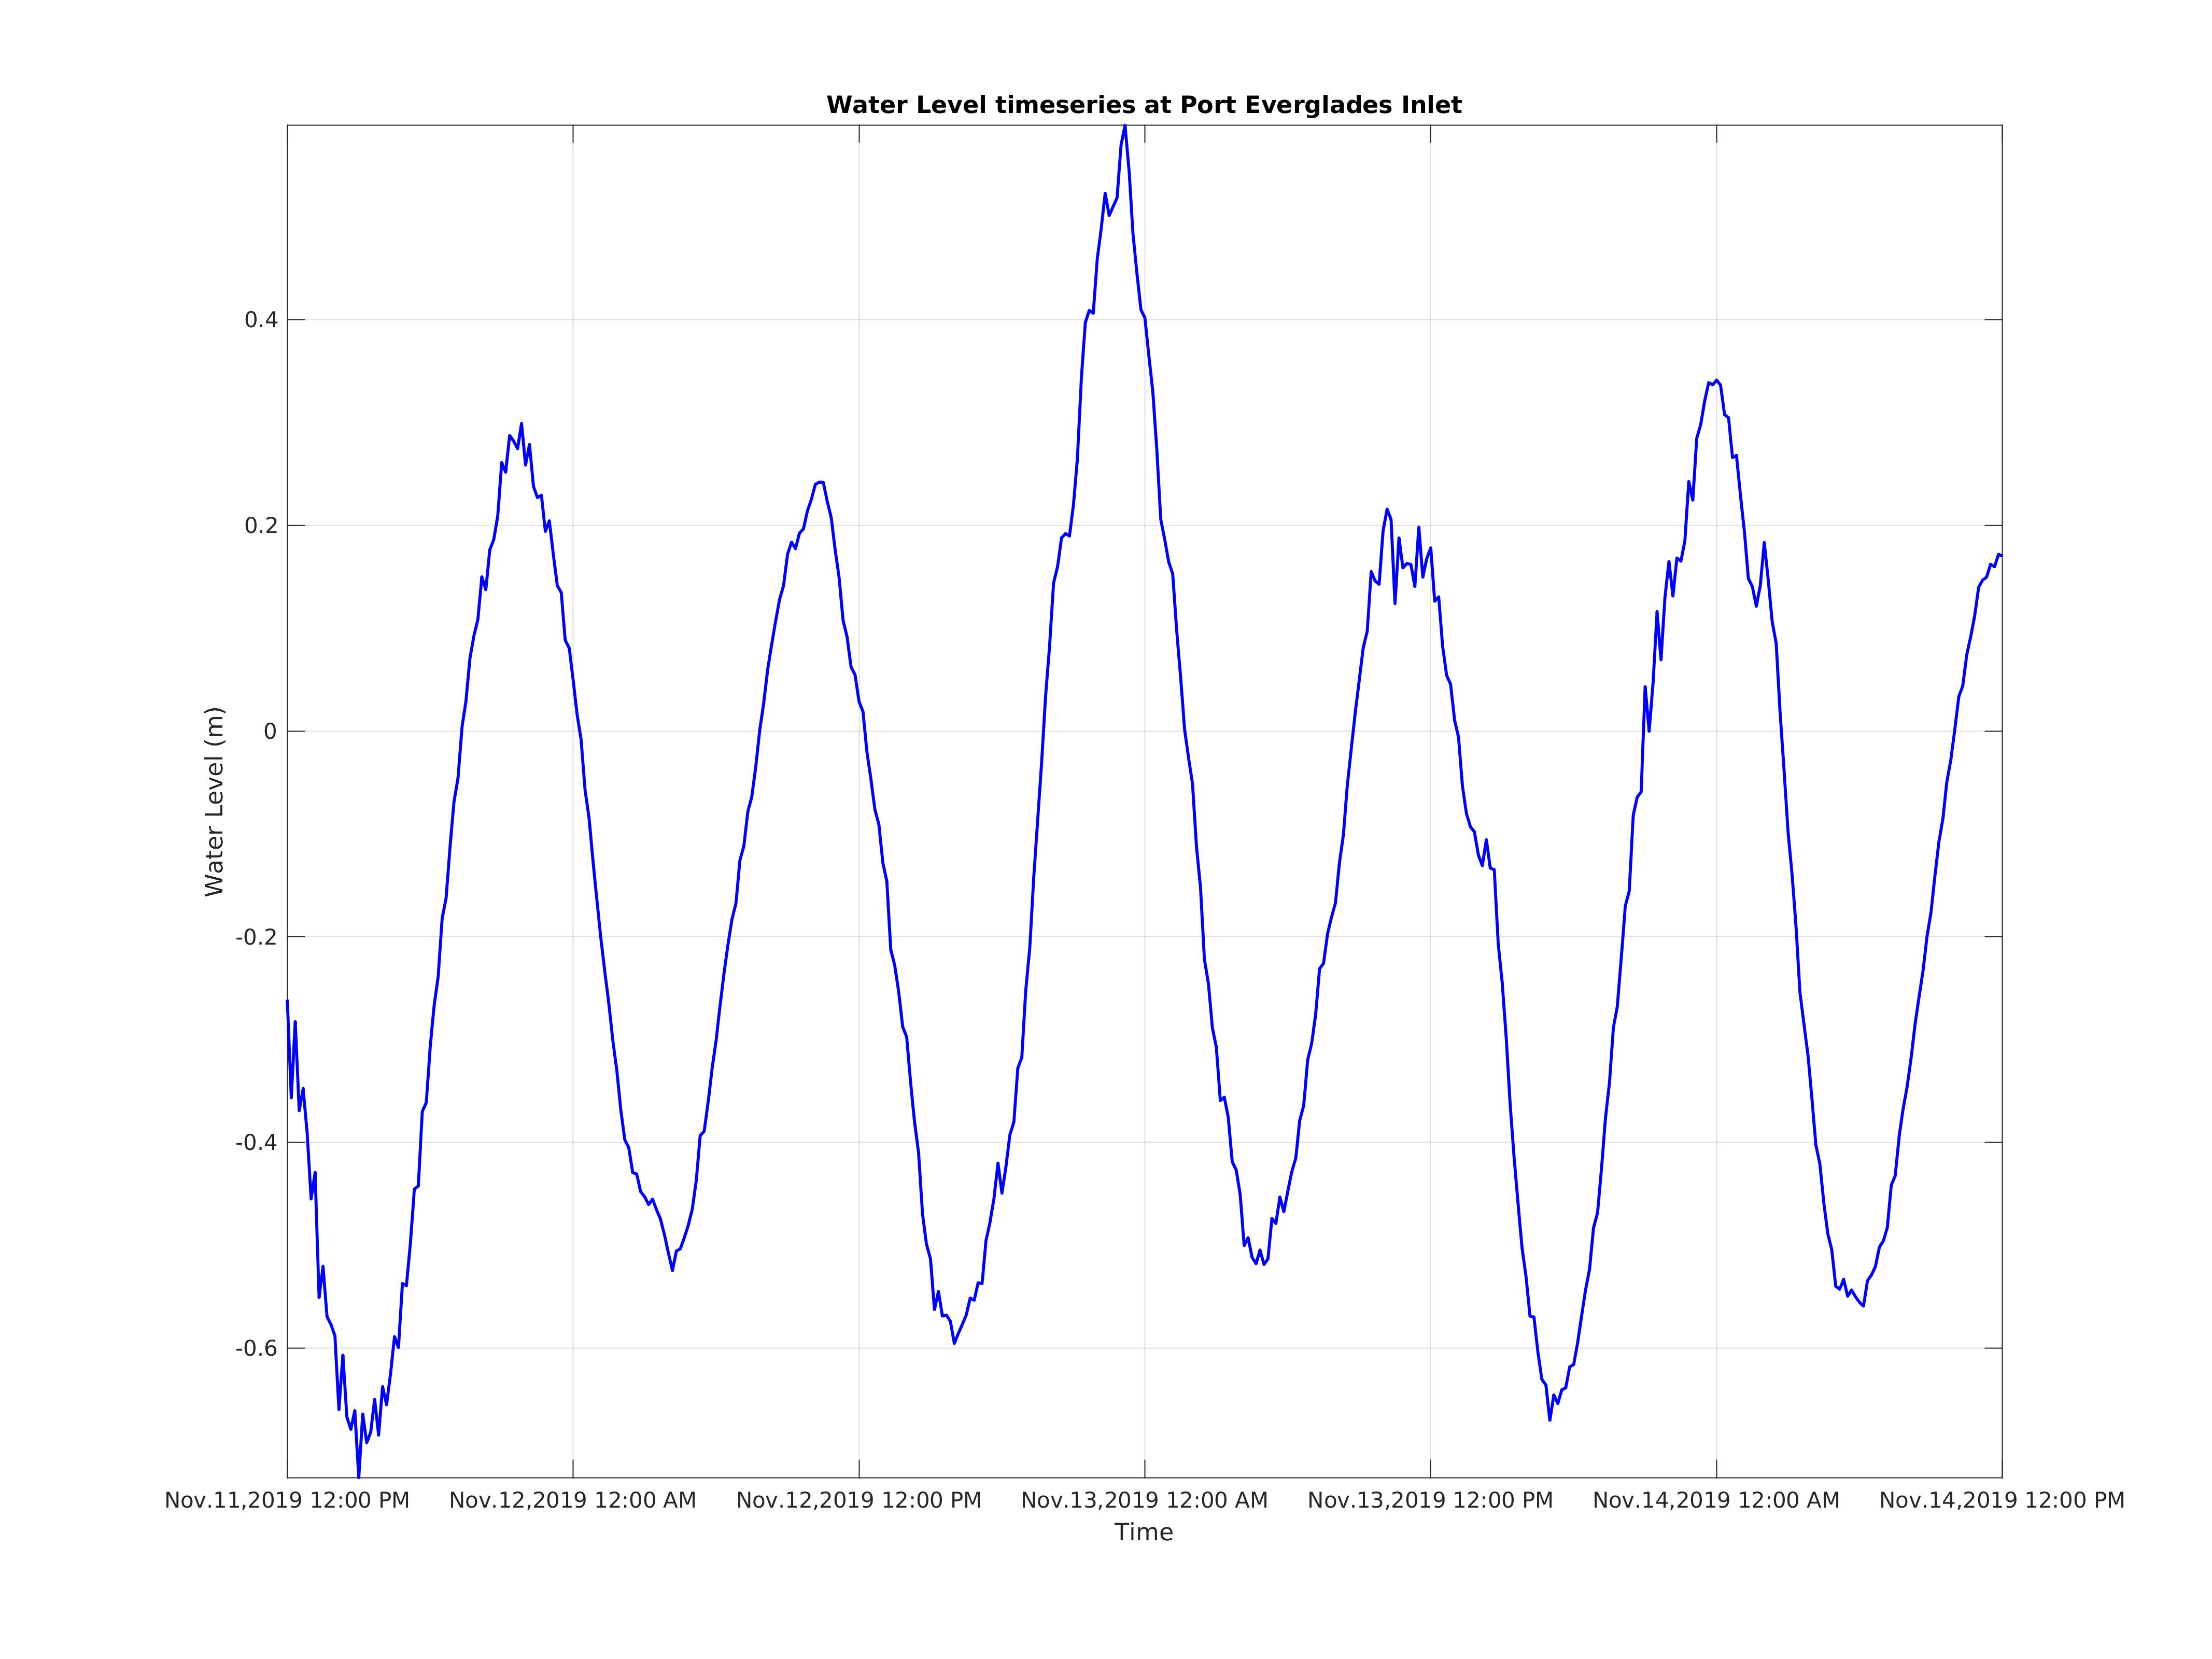 Water Level timeseries at Port Everglades Inlet
0.4
0.2
0
-0.2
-0.4
-0.6
Water Level (m)
Nov.11,2019 12:00 PM Nov.12,2019 12:00 AM Nov.12,2019 12:00 PM Nov.13,2019 12:00 AM Nov.13,2019 12:00 PM Nov.14,2019 12:00 AM Nov.14,2019 12:00 PM
Time